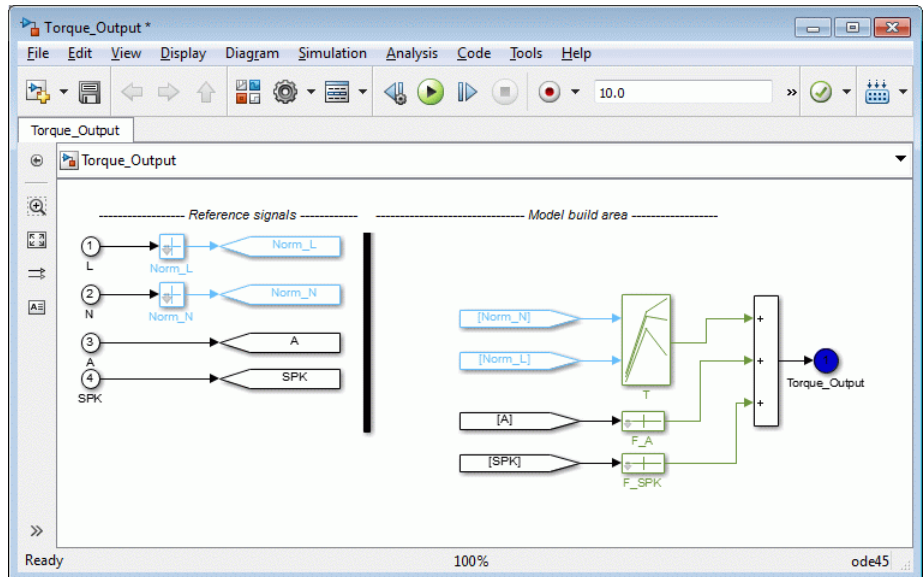 Torque_Output *
File Edit View Display Diagram Simulation Analysis Code Tools Help
10.0
»
Torque_Output
Torque_Output
------------------ Reference signals ------------
------------------------------- Model build area ------------------
1
L
Norm_L
Norm_L
2
N
Norm_N
Norm_N
3
A
A
4
SPK
SPK
[Norm_N]
[Norm_L]
T
[A]
F_A
[SPK]
F_SPK
+
+
+
1
Torque_Output
»
Ready 100% ode45